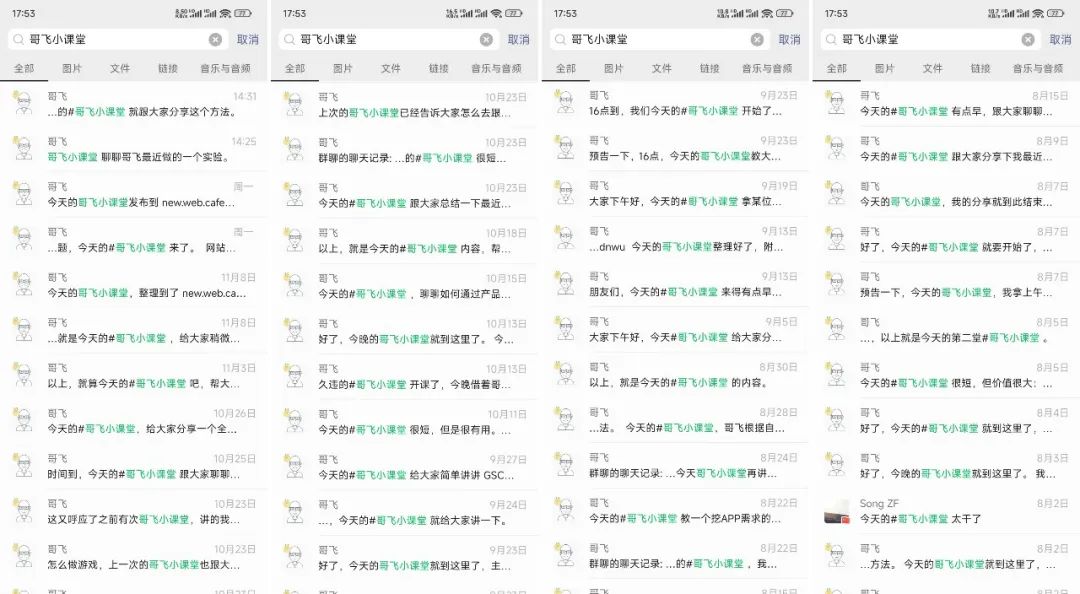 17:53
8.50 KB/s 77
哥飞小课堂
取消
全部 图片 文件 链接 音乐与音频
哥飞 14:31
...的#哥飞小课堂 就跟大家分享这个方法。
哥飞 14:25
哥飞小课堂 聊聊哥飞最近做的一个实验。
哥飞 周一
今天的哥飞小课堂发布到 new.web.cafe...
哥飞 周一
...题，今天的#哥飞小课堂 来了。 网站...
哥飞 11月8日
今天的哥飞小课堂，整理到了 new.web.ca...
哥飞 11月8日
...就是今天的#哥飞小课堂 ，给大家稍微...
哥飞 11月3日
以上，就算今天的#哥飞小课堂 吧，帮大...
哥飞 10月26日
今天的#哥飞小课堂，给大家分享一个全...
哥飞 10月25日
时间到，今天的#哥飞小课堂 跟大家聊聊...
哥飞 10月23日
这又呼应了之前有次哥飞小课堂，讲的我...
哥飞 10月23日
怎么做游戏，上一次的哥飞小课堂也跟大...
17:53
16.5 KB/s 77
哥飞小课堂
取消
全部 图片 文件 链接 音乐与音频
哥飞 10月23日
上次的哥飞小课堂已经告诉大家怎么去跟...
哥飞 10月23日
群聊的聊天记录: ...的#哥飞小课堂 很短...
哥飞 10月23日
今天的#哥飞小课堂 跟大家总结一下最近...
哥飞 10月18日
以上，就是今天的#哥飞小课堂 内容，帮...
哥飞 10月15日
今天的#哥飞小课堂 ，聊聊如何通过产品...
哥飞 10月13日
好了，今晚的哥飞小课堂就到这里了。 今...
哥飞 10月13日
久违的#哥飞小课堂 开课了，今晚借着哥...
哥飞 10月11日
今天的#哥飞小课堂 很短，但是很有用。...
哥飞 9月27日
今天的#哥飞小课堂 给大家简单讲讲 GSC...
哥飞 9月24日
...，今天的#哥飞小课堂 就给大家讲一下。
哥飞 9月23日
好了，今天的哥飞小课堂就到这里了，主...
17:53
13.8 KB/s 77
哥飞小课堂
取消
全部 图片 文件 链接 音乐与音频
哥飞 9月23日
16点到，我们今天的#哥飞小课堂 开始了...
哥飞 9月23日
预告一下，16点，今天的哥飞小课堂教大...
哥飞 9月19日
大家下午好，今天的#哥飞小课堂 拿某位...
哥飞 9月13日
...dnwu 今天的哥飞小课堂整理好了，附...
哥飞 9月13日
朋友们，今天的#哥飞小课堂 来得有点早...
哥飞 9月5日
大家下午好，今天#哥飞小课堂 给大家分...
哥飞 8月30日
以上，就是今天的#哥飞小课堂 的内容。
哥飞 8月28日
...法。 今天的#哥飞小课堂，哥飞根据自...
哥飞 8月24日
群聊的聊天记录: ...今天哥飞小课堂再讲...
哥飞 8月22日
今天的#哥飞小课堂 教一个挖APP需求的...
哥飞 8月22日
群聊的聊天记录: ...的#哥飞小课堂 ，我...
17:53
10.7 KB/s 77
哥飞小课堂
取消
全部 图片 文件 链接 音乐与音频
哥飞 8月15日
今天的#哥飞小课堂 有点早，跟大家聊聊...
哥飞 8月9日
今天的#哥飞小课堂 跟大家分享下我最近...
哥飞 8月7日
今天的哥飞小课堂，我的分享就到此结束...
哥飞 8月7日
好了，今天的#哥飞小课堂 就要开始了，...
哥飞 8月7日
预告一下，今天的#哥飞小课堂，我拿上午...
哥飞 8月5日
...，以上就是今天的第二堂#哥飞小课堂 。
哥飞 8月5日
今天的#哥飞小课堂 很短，但价值很大：...
哥飞 8月4日
好了，今天的#哥飞小课堂 就到这里了，...
哥飞 8月3日
好了，今晚的哥飞小课堂就到这里了。 我...
Song ZF 8月2日
今天的#哥飞小课堂 太干了
哥飞 8月2日
...方法。 今天的哥飞小课堂就到这里了，...